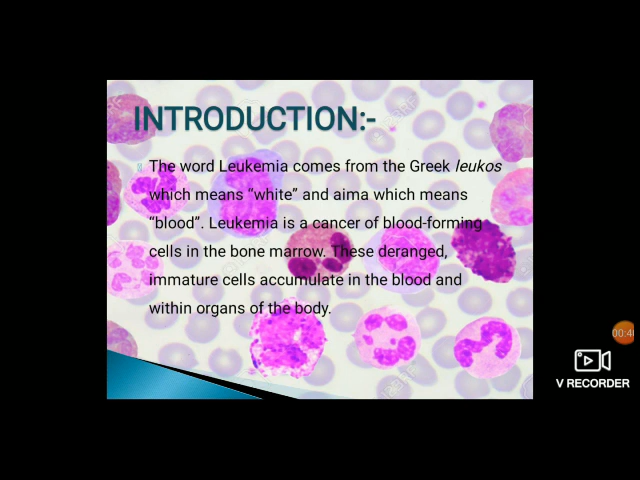 INTRODUCTION:-
The word Leukemia comes from the Greek leukos
which means “white” and aima which means
“blood”. Leukemia is a cancer of blood-forming
cells in the bone marrow. These deranged,
immature cells accumulate in the blood and
within organs of the body.
V RECORDER